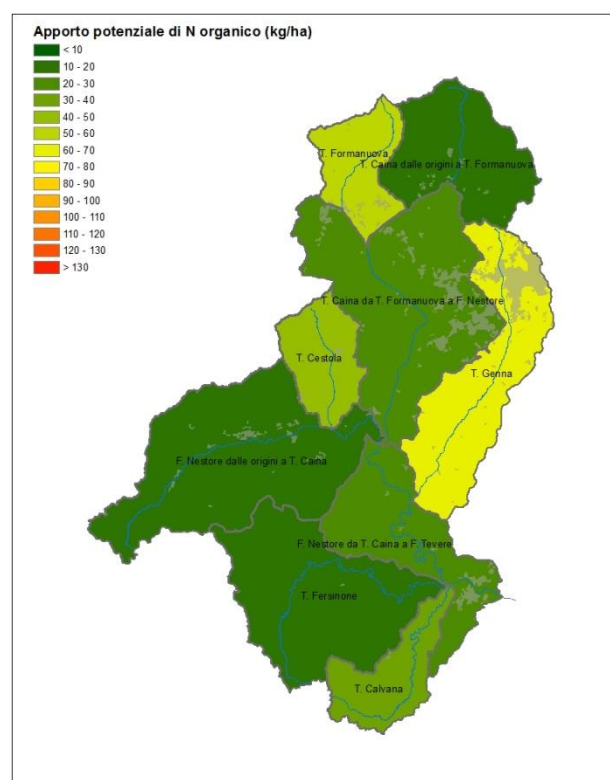 Apporto potenziale di N organico (kg/ha)
< 10
10 - 20
20 - 30
30 - 40
40 - 50
50 - 60
60 - 70
70 - 80
80 - 90
90 - 100
100 - 110
110 - 120
120 - 130
> 130
T. Formanuova
T. Caina dalle origini a T. Formanuova
T. Caina da T. Formanuova a F. Nestore
T. Cestola
T. Genna
F. Nestore dalle origini a T. Caina
F. Nestore da T. Caina a F. Tevere
T. Fersinone
T. Calvana